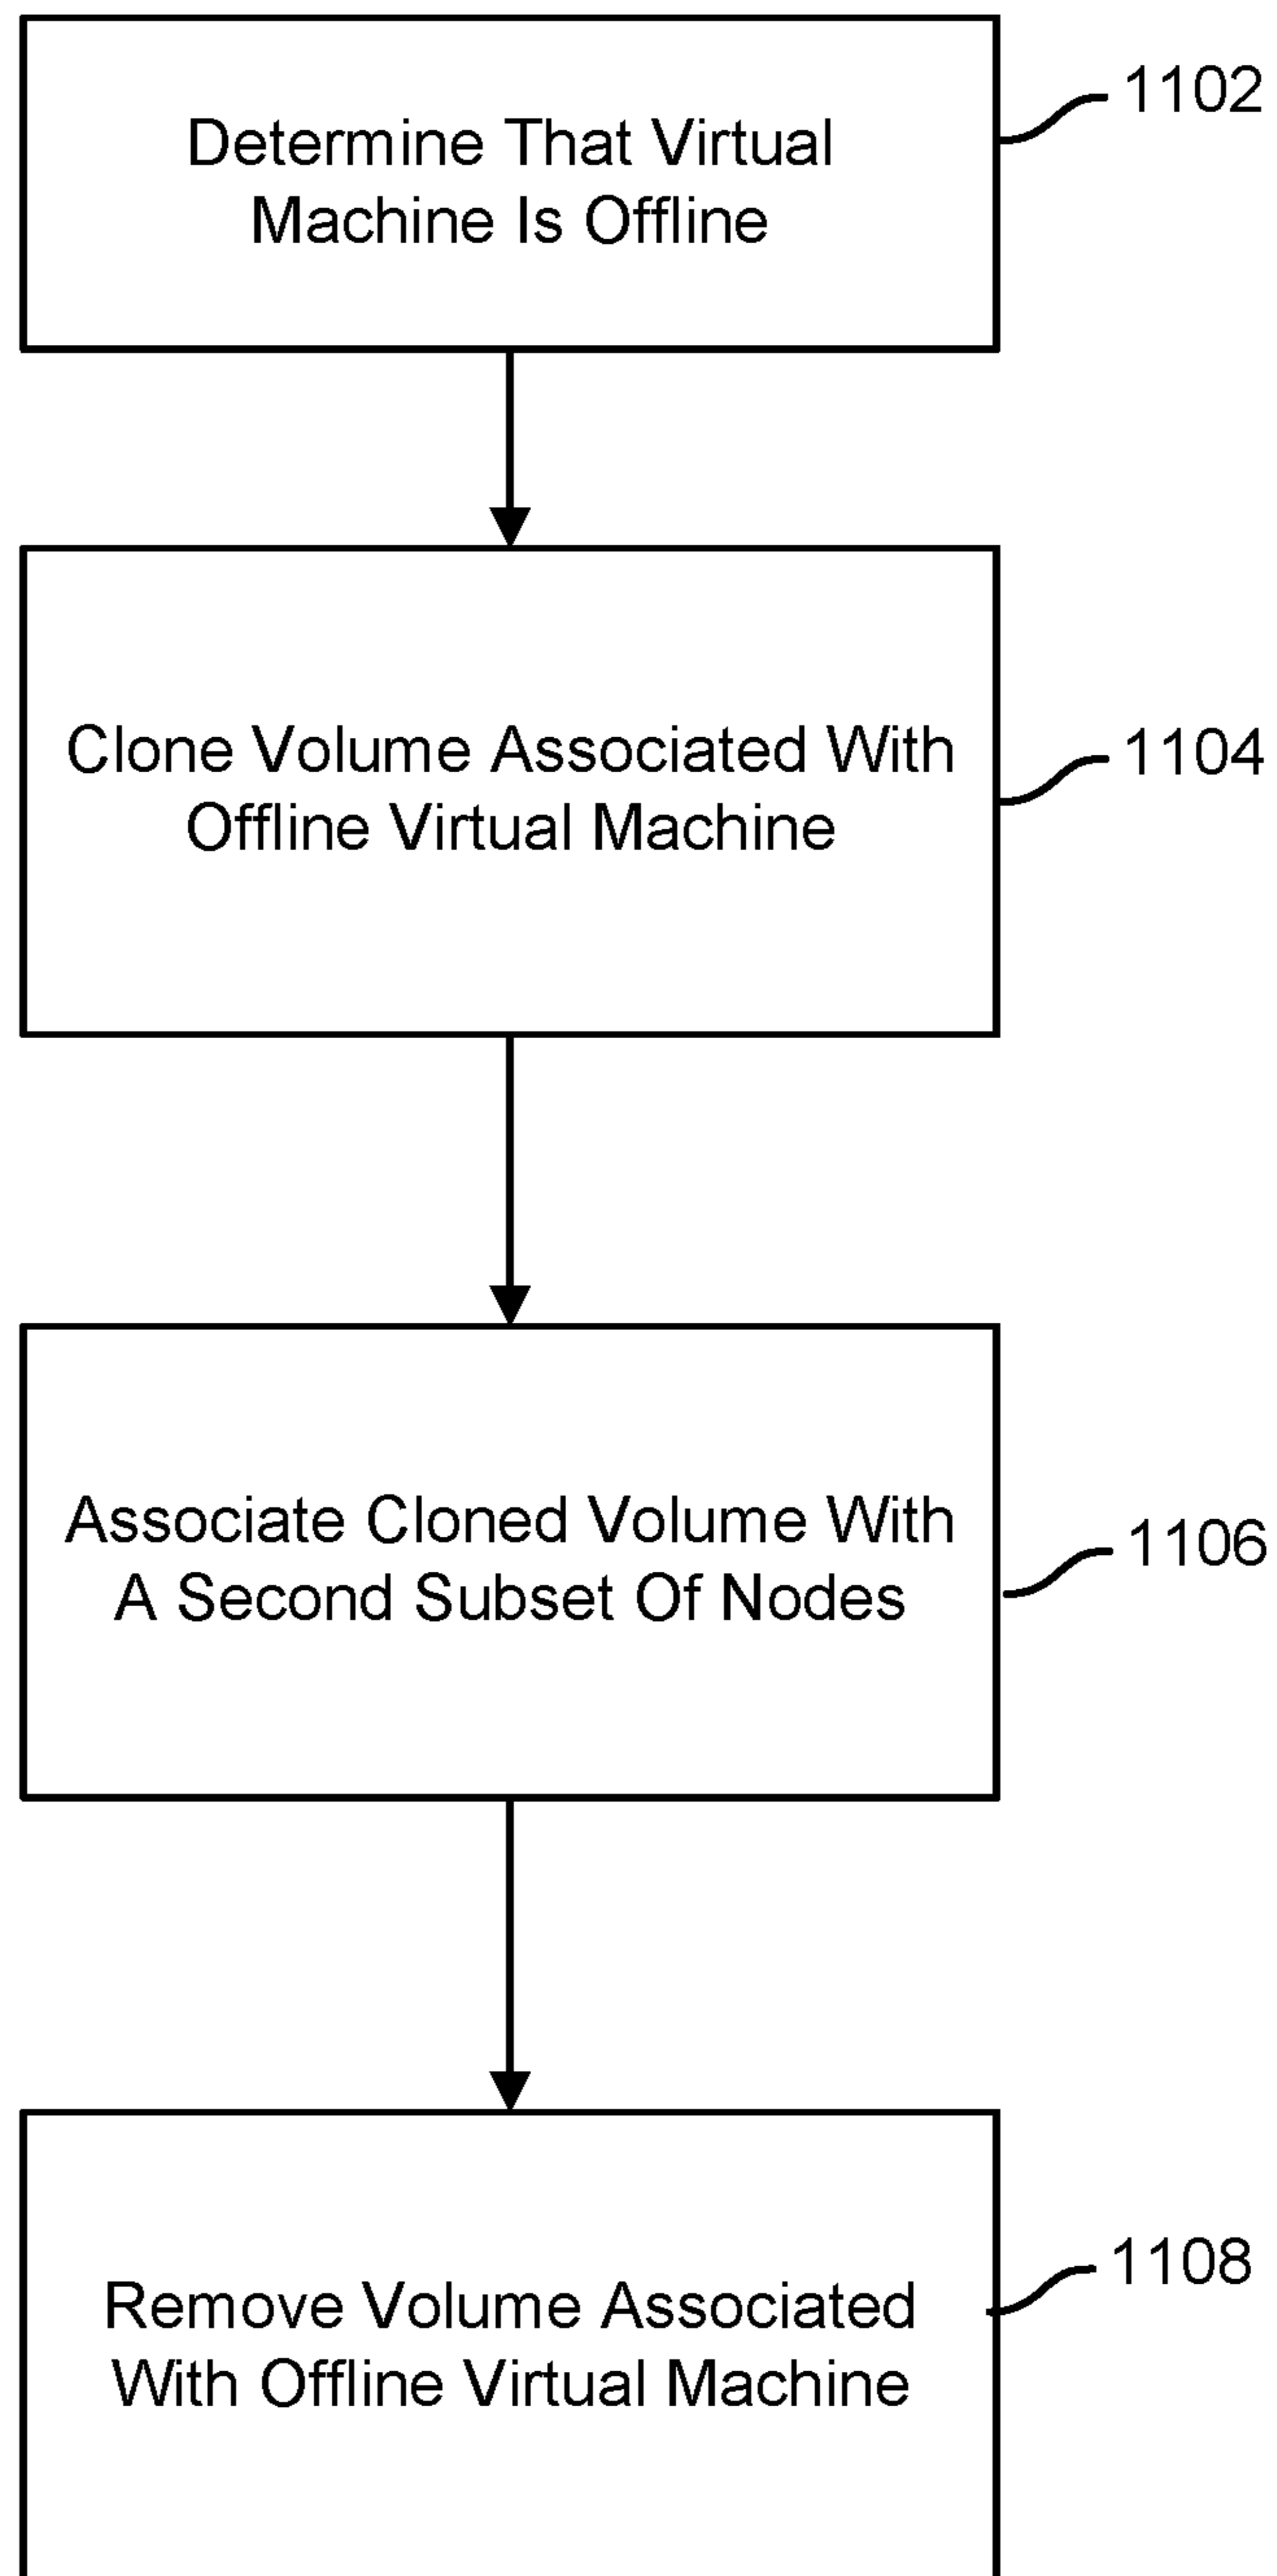 Determine That Virtual
Machine Is Offline
1102
Clone Volume Associated With
Offline Virtual Machine
1104
Associate Cloned Volume With
A Second Subset Of Nodes
1106
Remove Volume Associated
With Offline Virtual Machine
1108